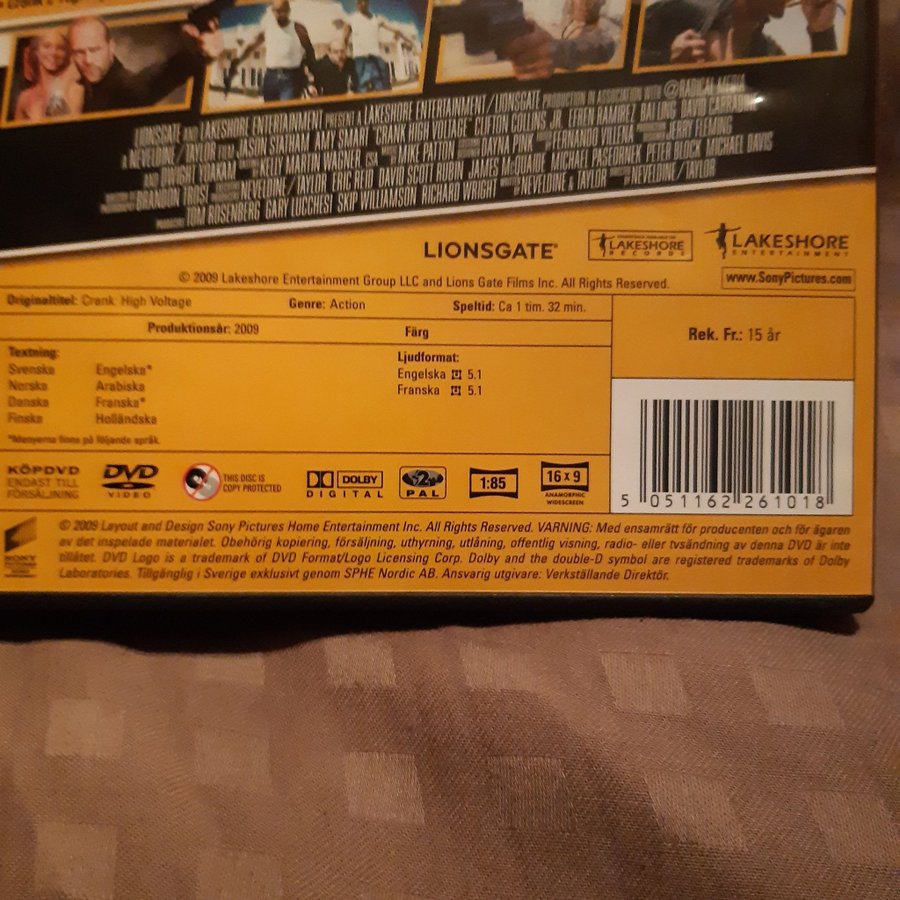 LIONSGATE AND LAKESHORE ENTERTAINMENT PRESENT A LAKESHORE ENTERTAINMENT/LIONSGATE PRODUCTION IN ASSOCIATION WITH @RADICAL MEDIA
A NEVELDINE/TAYLOR FILM JASON STATHAM AMY SMART "CRANK HIGH VOLTAGE" CLIFTON COLLINS JR. EFREN RAMIREZ BAI LING DAVID CARRADINE
AND DWIGHT YOAKAM KELLY MARTIN WAGNER, CSA MIKE PATTON DAYNA PINK FERNANDO VILLENA JERRY FLEMING
BRANDON TROST NEVELDINE/TAYLOR ERIC REID DAVID SCOTT RUBIN JAMES McQUAIDE MICHAEL PASEORNEK PETER BLOCK MICHAEL DAVIS
PRODUCED BY TOM ROSENBERG GARY LUCCHESI SKIP WILLIAMSON RICHARD WRIGHT NEVELDINE & TAYLOR NEVELDINE/TAYLOR
LIONSGATE
LAKESHORE
RECORDS
LAKESHORE
ENTERTAINMENT
© 2009 Lakeshore Entertainment Group LLC and Lions Gate Films Inc. All Rights Reserved.
www.SonyPictures.com
Originaltitel: Crank: High Voltage Genre: Action Speltid: Ca 1 tim. 32 min.
Produktionsår: 2009 Färg
Rek. Fr.: 15 år
Textning:
Svenska Engelska*
Norska Arabiska
Danska Franska*
Finska Holländska
*Menyerna finns på följande språk.
Ljudformat:
Engelska 5.1
Franska 5.1
KÖPDVD
ENDAST TILL
FÖRSÄLJNING
DVD
VIDEO
THIS DISC IS
COPY PROTECTED
DOLBY
DIGITAL
2
PAL
1:85
16x9
ANAMORPHIC
WIDESCREEN
5 051162 261018
SONY
© 2009 Layout and Design Sony Pictures Home Entertainment Inc. All Rights Reserved. VARNING: Med ensamrätt för producenten och för ägaren
av det inspelade materialet. Obehörig kopiering, försäljning, uthyrning, utlåning, offentlig visning, radio- eller tvsändning av denna DVD är inte
tillåtet. DVD Logo is a trademark of DVD Format/Logo Licensing Corp. Dolby and the double-D symbol are registered trademarks of Dolby
Laboratories. Tillgänglig i Sverige exklusivt genom SPHE Nordic AB. Ansvarig utgivare: Verkställande Direktör.